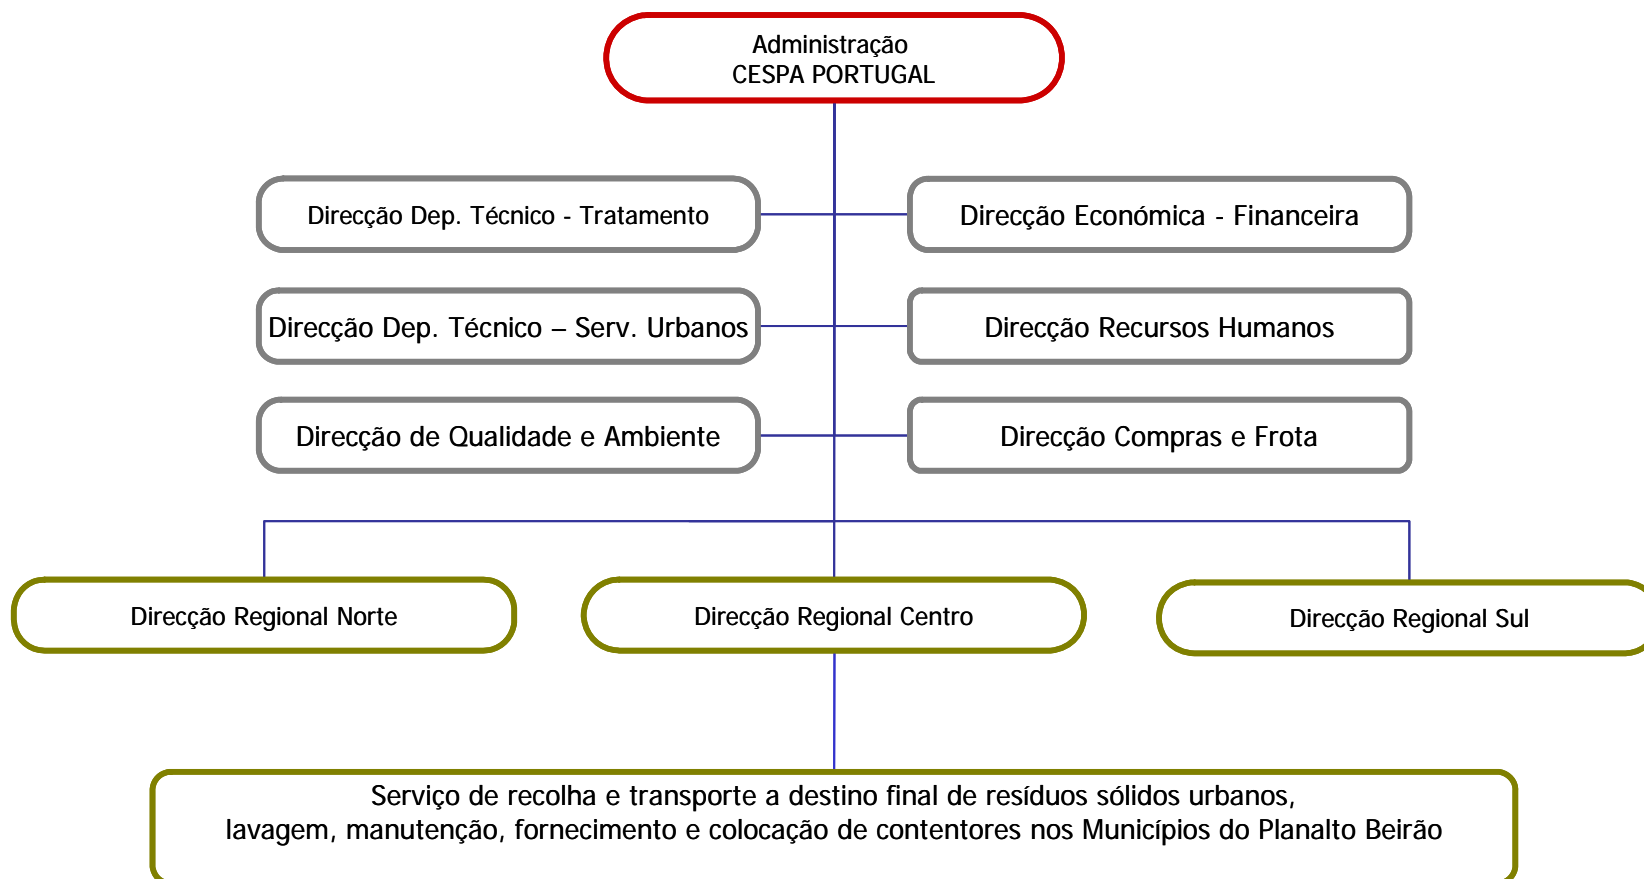 Administração
CESPA PORTUGAL
Direcção Dep. Técnico - Tratamento
Direcção Económica - Financeira
Direcção Dep. Técnico – Serv. Urbanos
Direcção Recursos Humanos
Direcção de Qualidade e Ambiente
Direcção Compras e Frota
Direcção Regional Norte
Direcção Regional Centro
Direcção Regional Sul
Serviço de recolha e transporte a destino final de resíduos sólidos urbanos,
lavagem, manutenção, fornecimento e colocação de contentores nos Municípios do Planalto Beirão